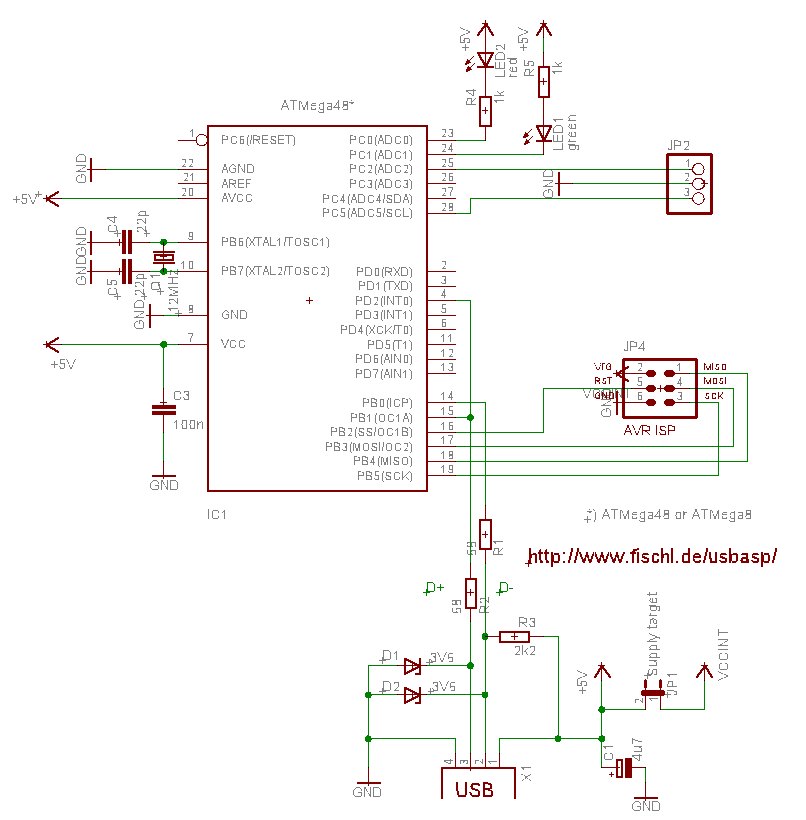 +5V
+5V
LED2
red
R5
1k
R4
1k
LED1
green
ATMega48*
1
PC6(/RESET)
PC0(ADC0)
23
PC1(ADC1)
24
JP2
GND
22
AGND
PC2(ADC2)
25
1
21
AREF
PC3(ADC3)
26
GND
2
+5V
20
AVCC
PC4(ADC4/SDA)
27
3
PC5(ADC5/SCL)
28
C4
22p
GND
9
PB6(XTAL1/TOSC1)
GND
10
PB7(XTAL2/TOSC2)
PD0(RXD)
2
C5
22p
Q1
12MHz
PD1(TXD)
3
PD2(INT0)
4
GND
8
GND
PD3(INT1)
5
PD4(XCK/T0)
6
7
VCC
PD5(T1)
11
JP4
+5V
PD6(AIN0)
12
PD7(AIN1)
13
VTG
2
1
MISO
RST
5
4
MOSI
VCCINT
GND
GND
6
3
SCK
C3
100n
PB0(ICP)
14
PB1(OC1A)
15
PB2(SS/OC1B)
16
AVR ISP
PB3(MOSI/OC2)
17
PB4(MISO)
18
PB5(SCK)
19
GND
IC1
*) ATMega48 or ATMega8
68
R1
http://www.fischl.de/usbasp/
D+
D-
68
R2
R3
2k2
Supply target
VCCINT
D1
3V6
+5V
JP1
D2
3V6
2
1
4
3
2
1
X1
C1
4u7
GND
USB
GND